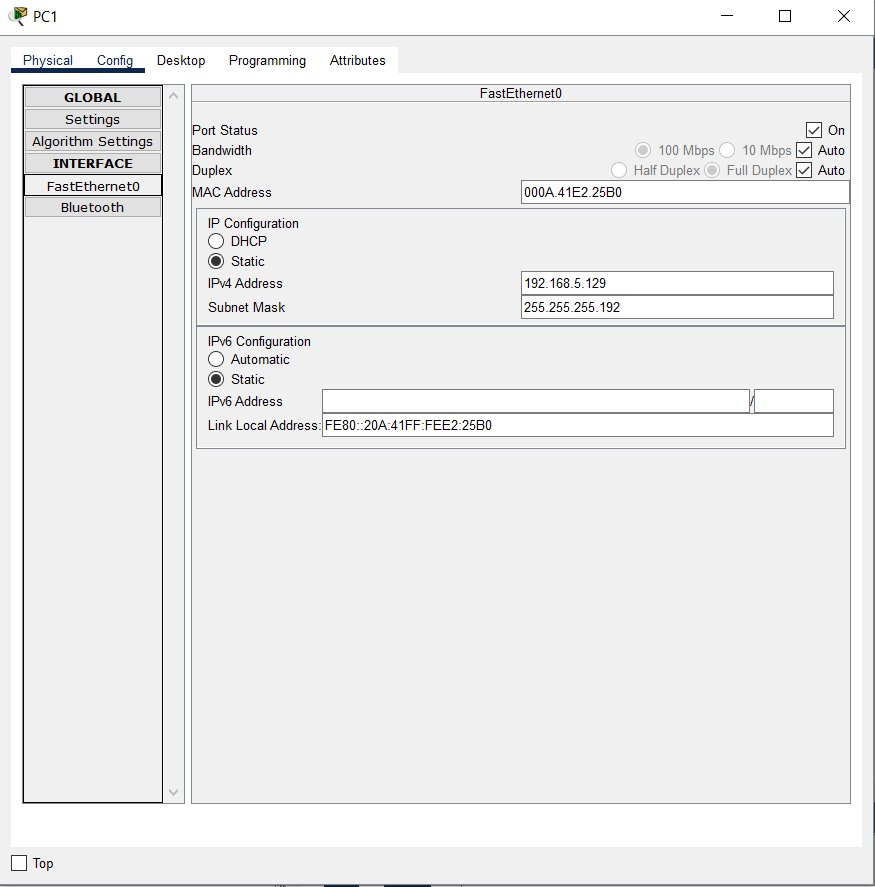 PC1
Physical Config Desktop Programming Attributes
GLOBAL
Settings
Algorithm Settings
INTERFACE
FastEthernet0
Bluetooth
FastEthernet0
Port Status On
Bandwidth 100 Mbps 10 Mbps Auto
Duplex Half Duplex Full Duplex Auto
MAC Address 000A.41E2.25B0
IP Configuration
DHCP
Static
IPv4 Address 192.168.5.129
Subnet Mask 255.255.255.192
IPv6 Configuration
Automatic
Static
IPv6 Address /
Link Local Address: FE80::20A:41FF:FEE2:25B0
Top